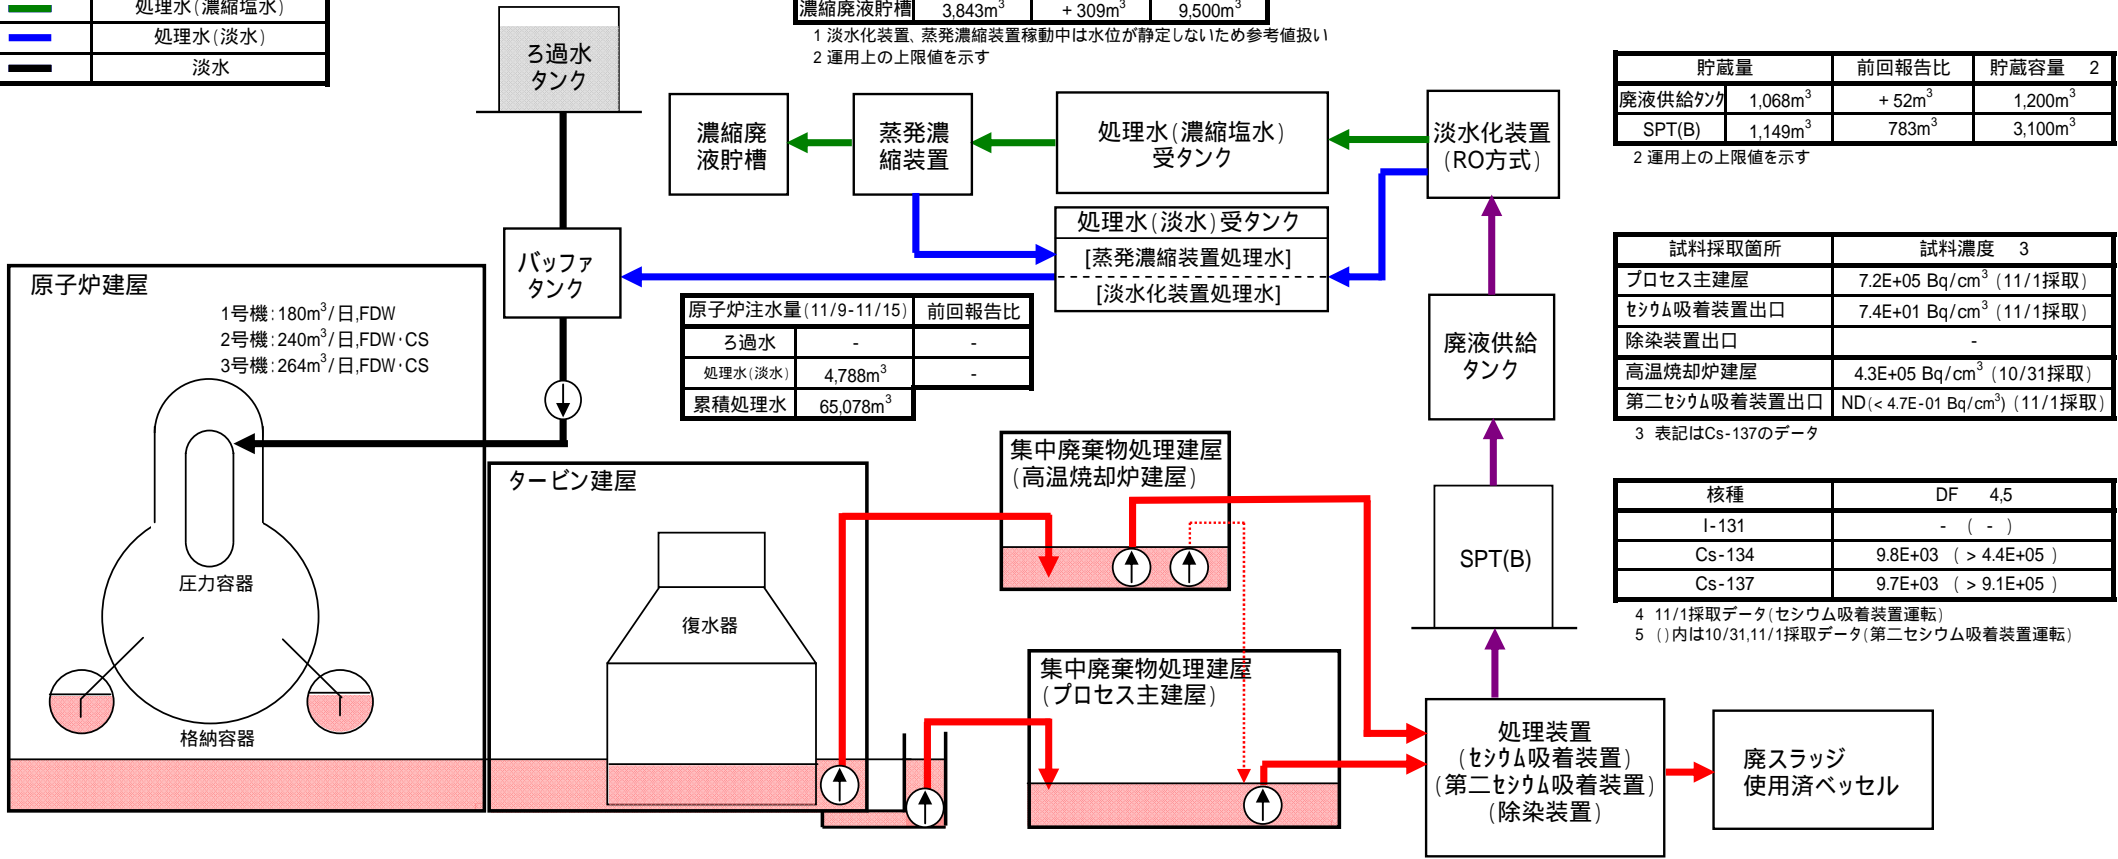 処理水(濃縮塩水)
処理水(淡水)
淡水
濃縮廃液貯槽 3,843m³ + 309m³ 9,500m³
1 淡水化装置、蒸発濃縮装置稼動中は水位が静定しないため参考値扱い
2 運用上の上限値を示す
ろ過水
タンク
濃縮廃
液貯槽
蒸発濃
縮装置
処理水(濃縮塩水)
受タンク
淡水化装置
(RO方式)
貯蔵量 前回報告比 貯蔵容量 2
廃液供給タンク 1,068m³ + 52m³ 1,200m³
SPT(B) 1,149m³ 783m³ 3,100m³
2 運用上の上限値を示す
処理水(淡水)受タンク
[蒸発濃縮装置処理水]
[淡水化装置処理水]
バッファ
タンク
原子炉建屋
1号機:180m³/日,FDW
2号機:240m³/日,FDW・CS
3号機:264m³/日,FDW・CS
原子炉注水量(11/9-11/15) 前回報告比
ろ過水 - -
処理水(淡水) 4,788m³ -
累積処理水 65,078m³
廃液供給
タンク
試料採取箇所 試料濃度 3
プロセス主建屋 7.2E+05 Bq/cm³ (11/1採取)
セシウム吸着装置出口 7.4E+01 Bq/cm³ (11/1採取)
除染装置出口 -
高温焼却炉建屋 4.3E+05 Bq/cm³ (10/31採取)
第二セシウム吸着装置出口 ND(< 4.7E-01 Bq/cm³) (11/1採取)
3 表記はCs-137のデータ
圧力容器
格納容器
タービン建屋
復水器
集中廃棄物処理建屋
(高温焼却炉建屋)
SPT(B)
核種 DF 4,5
I-131 - ( - )
Cs-134 9.8E+03 ( > 4.4E+05 )
Cs-137 9.7E+03 ( > 9.1E+05 )
4 11/1採取データ(セシウム吸着装置運転)
5 ()内は10/31,11/1採取データ(第二セシウム吸着装置運転)
集中廃棄物処理建屋
(プロセス主建屋)
処理装置
(セシウム吸着装置)
(第二セシウム吸着装置)
(除染装置)
廃スラッジ
使用済ベッセル